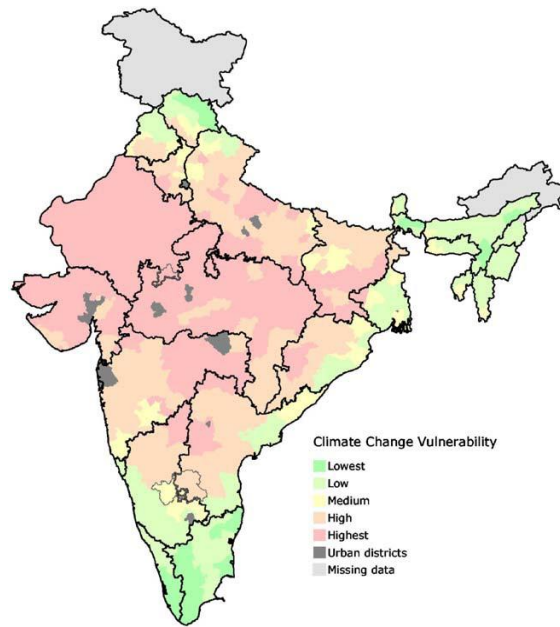 Climate Change Vulnerability
Lowest
Low
Medium
High
Highest
Urban districts
Missing data